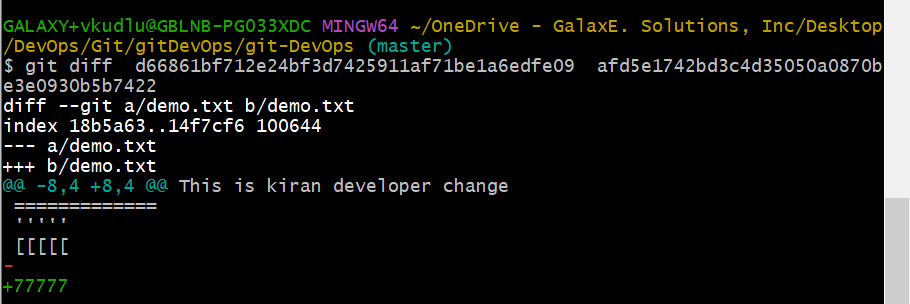 GALAXY+vkudlu@GBLNB-PG033XDC MINGW64 ~/OneDrive - GalaxE. Solutions, Inc/Desktop
/DevOps/Git/gitDevOps/git-DevOps (master)
$ git diff  d66861bf712e24bf3d7425911af71be1a6edfe09  afd5e1742bd3c4d35050a0870b
e3e0930b5b7422
diff --git a/demo.txt b/demo.txt
index 18b5a63..14f7cf6 100644
--- a/demo.txt
+++ b/demo.txt
@@ -8,4 +8,4 @@ This is kiran developer change
 =============
 '''''
 [[[[[
-
+77777